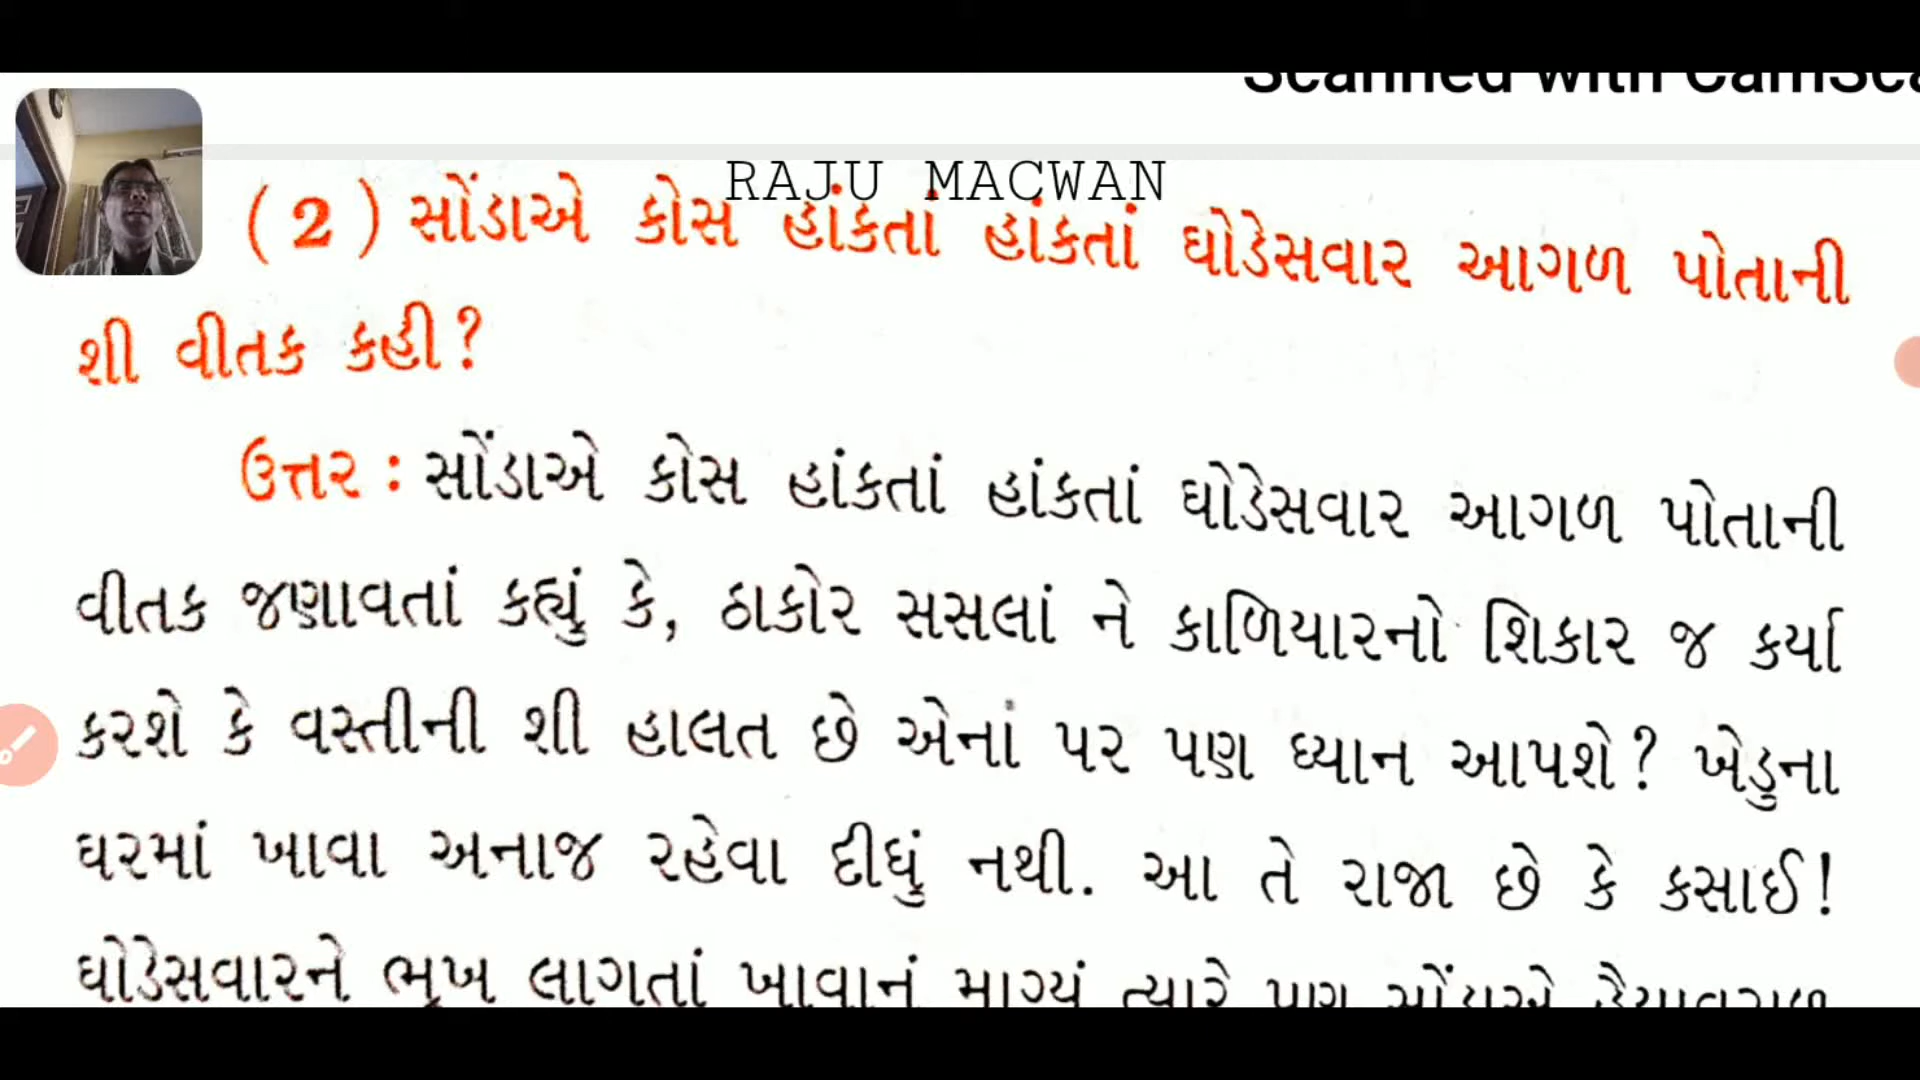 Scanned with CamSca
RAJU MACWAN
(2) સોંડાએ કોસ હાંકતાં હાંકતાં ઘોડેસવાર આગળ પોતાની
શી વીતક કહી?
ઉત્તર : સોંડાએ કોસ હાંકતાં હાંકતાં ઘોડેસવાર આગળ પોતાની
વીતક જણાવતાં કહ્યું કે, ઠાકોર સસલાં ને કાળિયારનો શિકાર જ કર્યા
કરશે કે વસ્તીની શી હાલત છે એનાં પર પણ ધ્યાન આપશે? ખેડુના
ઘરમાં ખાવા અનાજ રહેવા દીધું નથી. આ તે રાજા છે કે કસાઈ!
ઘોડેસવારને ભૂખ લાગતાં ખાવાનું માગ્યું ત્યારે પણ સોંડાએ